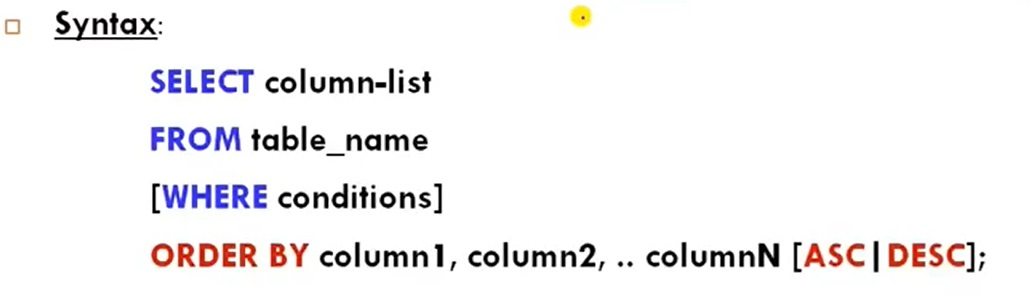 Syntax:
SELECT column-list
FROM table_name
[WHERE conditions]
ORDER BY column1, column2, .. columnN [ASC|DESC];